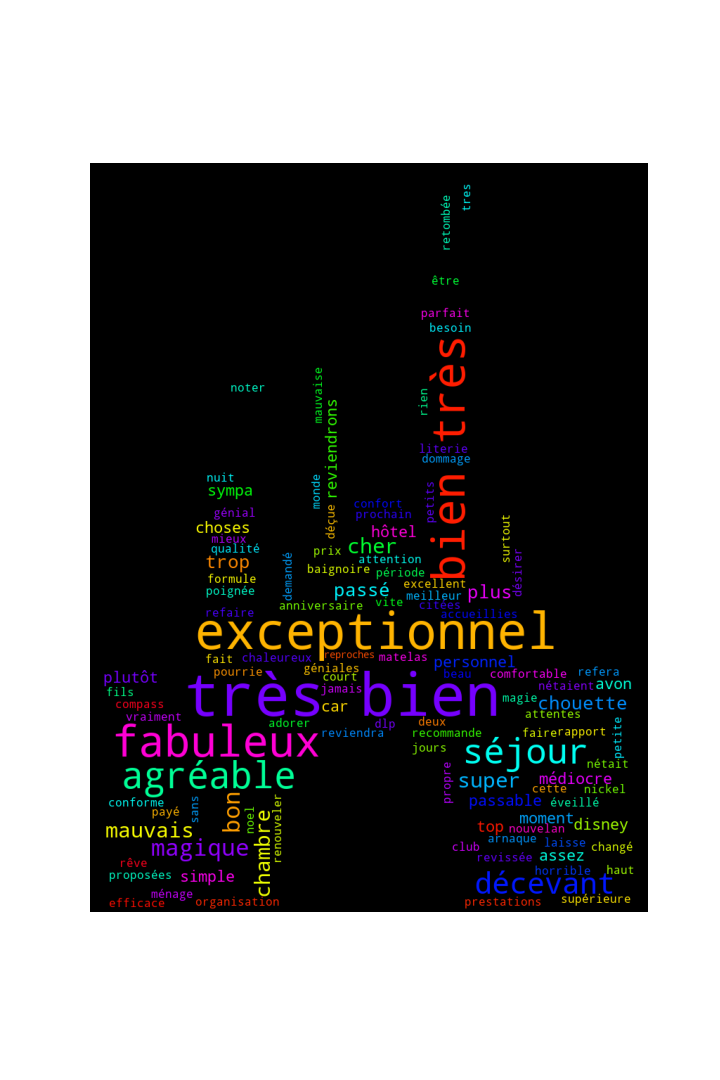 tres
retombée
être
parfait
besoin
très
mauvaise
noter
rien
reviendrons
literie
dommage
nuit
sympa
monde
bien
petits
confort
prochain
génial
déçue
surtout
choses
hôtel
mieux
qualité
prix
cher
trop
demandé
attention
désirer
baignoire
période
formule
poignée
passé
excellent
meilleur
plus
anniversaire
vite
citées
refaire
accueillies
exceptionnel
fait
chaleureux
reproches
matelas
personnel
pourrie
géniales
court
beau
comfortable
refera
plutôt
très bien
jamais
nétaient
avon
fils
compass
car
magie
chouette
vraiment
adorer
dlp
deux
attentes
fabuleux
reviendra
recommande
faire
rapport
petite
jours
séjour
agréable
propre
super
médiocre
nétait
cette
nickel
conforme
sans
bon
passable
éveillé
payé
noel
renouveler
moment
disney
mauvais
chambre
top
nouvelan
magique
arnaque
laisse
club
changé
revissée
assez
rêve
proposées
simple
horrible
haut
décevant
ménage
efficace
organisation
prestations
supérieure